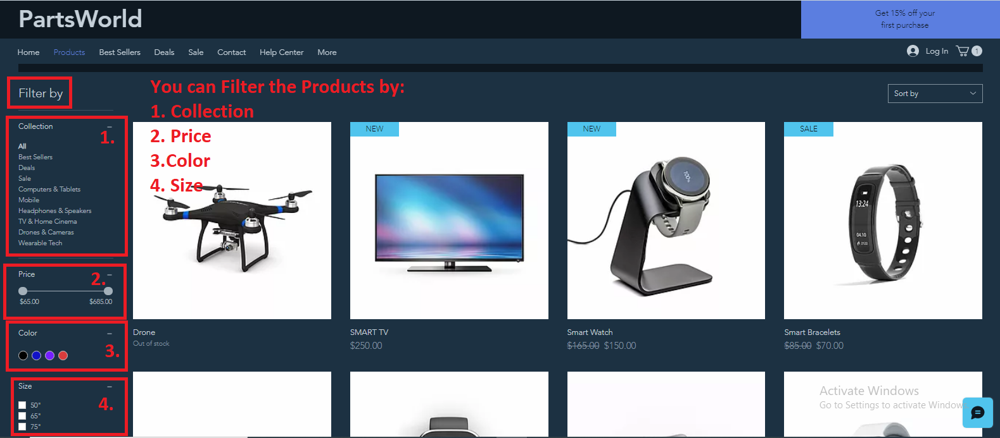 PartsWorld
Get 15% off your
first purchase
Home Products Best Sellers Deals Sale Contact Help Center More
Log In 1
Filter by
You can Filter the Products by:
1. Collection
2. Price
3.Color
4. Size
Sort by
Collection
1.
All
Best Sellers
Deals
Sale
Computers & Tablets
Mobile
Headphones & Speakers
TV & Home Cinema
Drones & Cameras
Wearable Tech
Price
2.
$65.00 $685.00
Color
3.
Size
4.
50"
65"
75"
NEW
NEW
100%
SALE
13:24
04.10.
2123
Drone
Out of stock
SMART TV
$250.00
Smart Watch
$165.00 $150.00
Smart Bracelets
$85.00 $70.00
Activate Windows
Go to Settings to activate Window